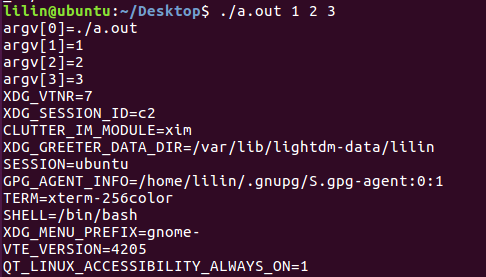 lilin@ubuntu:~/Desktop$ ./a.out 1 2 3
argv[0]=./a.out
argv[1]=1
argv[2]=2
argv[3]=3
XDG_VTNR=7
XDG_SESSION_ID=c2
CLUTTER_IM_MODULE=xim
XDG_GREETER_DATA_DIR=/var/lib/lightdm-data/lilin
SESSION=ubuntu
GPG_AGENT_INFO=/home/lilin/.gnupg/S.gpg-agent:0:1
TERM=xterm-256color
SHELL=/bin/bash
XDG_MENU_PREFIX=gnome-
VTE_VERSION=4205
QT_LINUX_ACCESSIBILITY_ALWAYS_ON=1